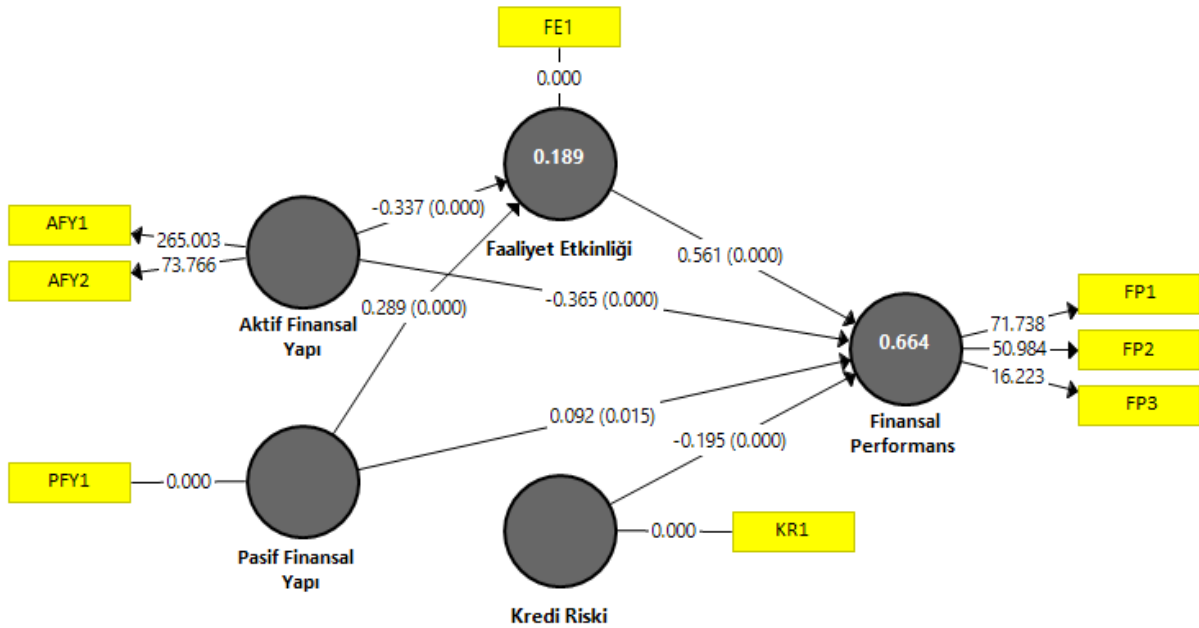 FE1
0.000
0.189
Faaliyet Etkinliği
AFY1
AFY2
265.003
73.766
Aktif Finansal
Yapı
-0.337 (0.000)
0.289 (0.000)
-0.365 (0.000)
0.561 (0.000)
0.664
Finansal
Performans
71.738
50.984
16.223
FP1
FP2
FP3
0.092 (0.015)
-0.195 (0.000)
PFY1
0.000
Pasif Finansal
Yapı
0.000
KR1
Kredi Riski